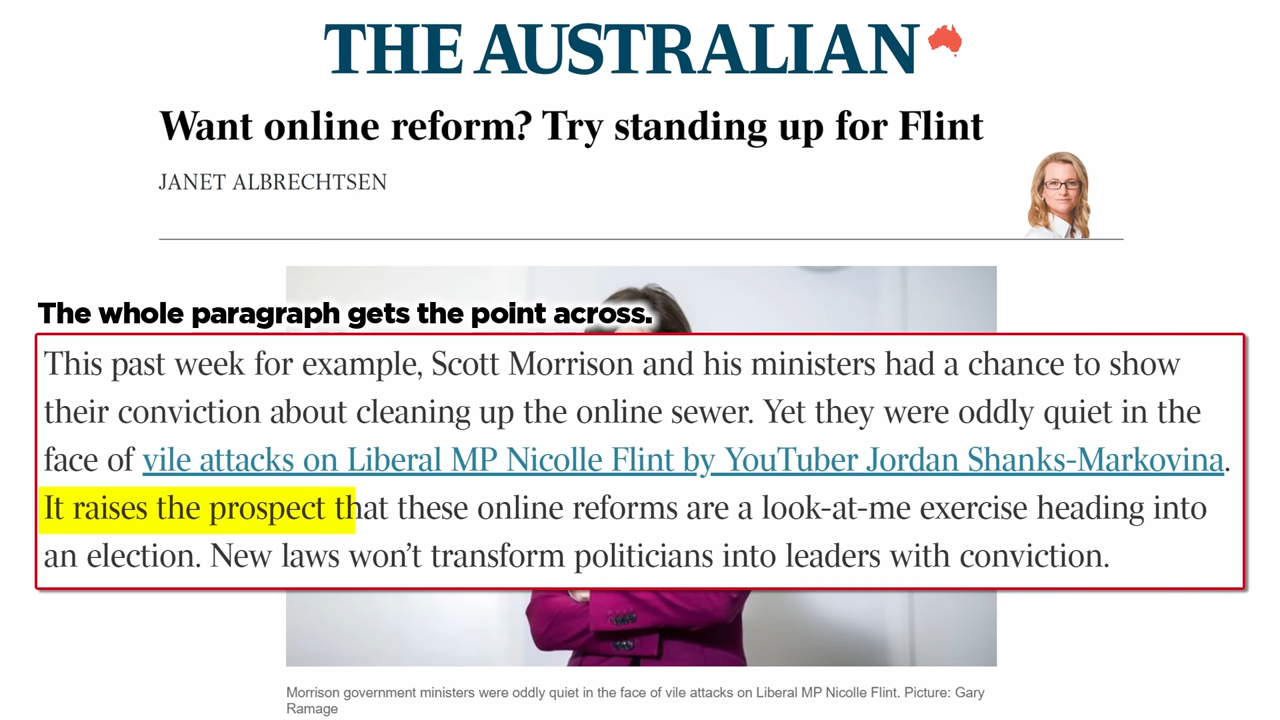 THE AUSTRALIAN
Want online reform? Try standing up for Flint
JANET ALBRECHTSEN
The whole paragraph gets the point across.
This past week for example, Scott Morrison and his ministers had a chance to show
their conviction about cleaning up the online sewer. Yet they were oddly quiet in the
face of vile attacks on Liberal MP Nicolle Flint by YouTuber Jordan Shanks-Markovina.
It raises the prospect that these online reforms are a look-at-me exercise heading into
an election. New laws won’t transform politicians into leaders with conviction.
Morrison government ministers were oddly quiet in the face of vile attacks on Liberal MP Nicolle Flint. Picture: Gary
Ramage